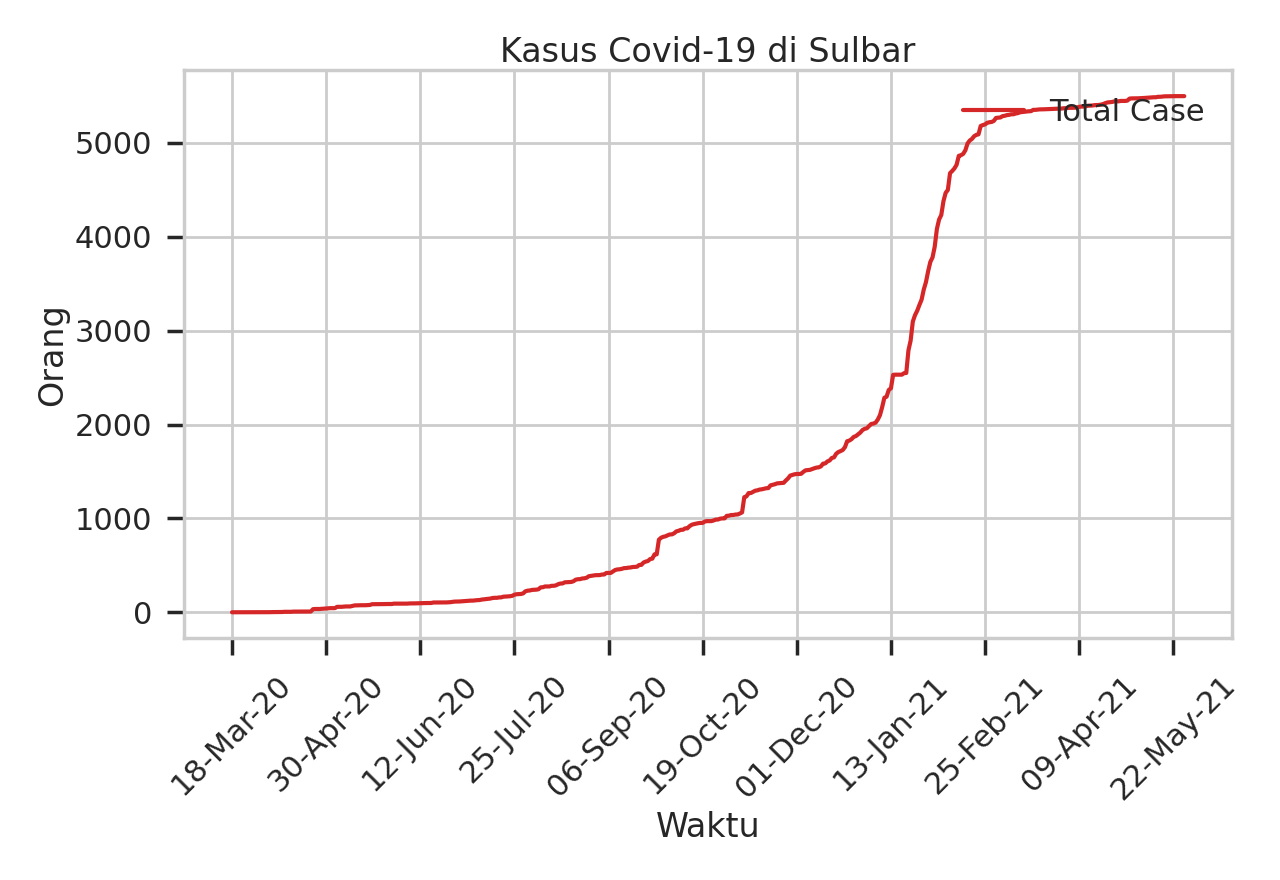 Kasus Covid-19 di Sulbar
Total Case
5000
4000
3000
2000
1000
0
Orang
18-Mar-20
30-Apr-20
12-Jun-20
25-Jul-20
06-Sep-20
19-Oct-20
01-Dec-20
13-Jan-21
25-Feb-21
09-Apr-21
22-May-21
Waktu